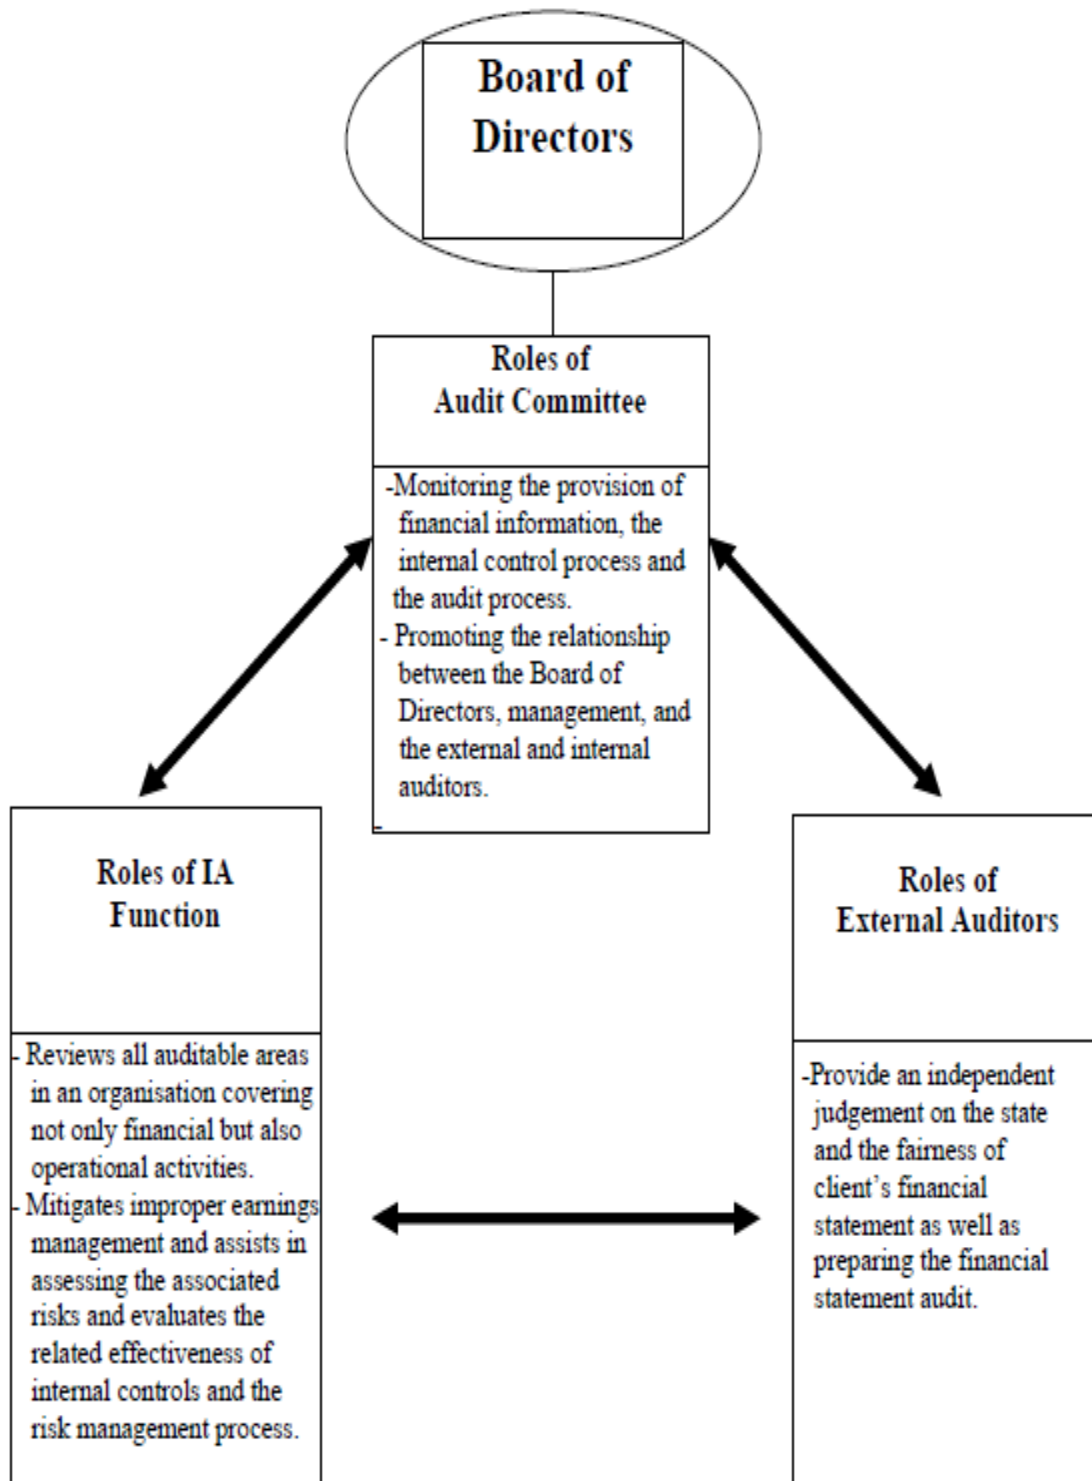 Board of
Directors
Roles of
Audit Committee
-Monitoring the provision of
financial information, the
internal control process and
the audit process.
- Promoting the relationship
between the Board of
Directors, management, and
the external and internal
auditors.
-
Roles of IA
Function
- Reviews all auditable areas
in an organisation covering
not only financial but also
operational activities.
- Mitigates improper earnings
management and assists in
assessing the associated
risks and evaluates the
related effectiveness of
internal controls and the
risk management process.
Roles of
External Auditors
-Provide an independent
judgement on the state
and the fairness of
client’s financial
statement as well as
preparing the financial
statement audit.